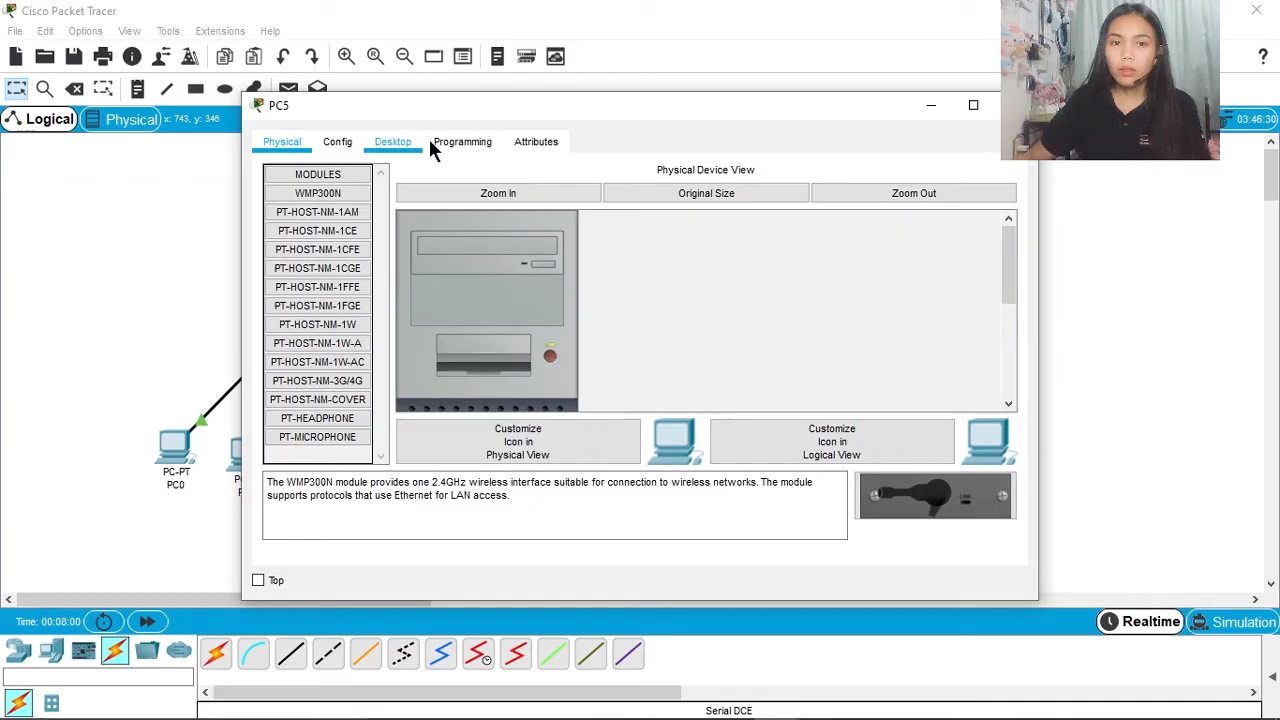 Cisco Packet Tracer
File Edit Options View Tools Extensions Help
Logical Physical x: 743, y: 346 03:46:30
PC5
Physical Config Desktop Programming Attributes
MODULES
WMP300N
PT-HOST-NM-1AM
PT-HOST-NM-1CE
PT-HOST-NM-1CFE
PT-HOST-NM-1CGE
PT-HOST-NM-1FFE
PT-HOST-NM-1FGE
PT-HOST-NM-1W
PT-HOST-NM-1W-A
PT-HOST-NM-1W-AC
PT-HOST-NM-3G/4G
PT-HOST-NM-COVER
PT-HEADPHONE
PT-MICROPHONE
Physical Device View
Zoom In Original Size Zoom Out
Customize
Icon in
Physical View
Customize
Icon in
Logical View
The WMP300N module provides one 2.4GHz wireless interface suitable for connection to wireless networks. The module
supports protocols that use Ethernet for LAN access.
LINK
Top
PC-PT
PC0
Time: 00:08:00 Realtime Simulation
Serial DCE